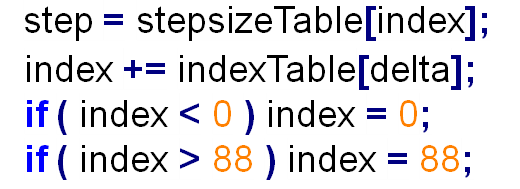 step = stepsizeTable[index];
index += indexTable[delta];
if ( index < 0 ) index = 0;
if ( index > 88 ) index = 88;